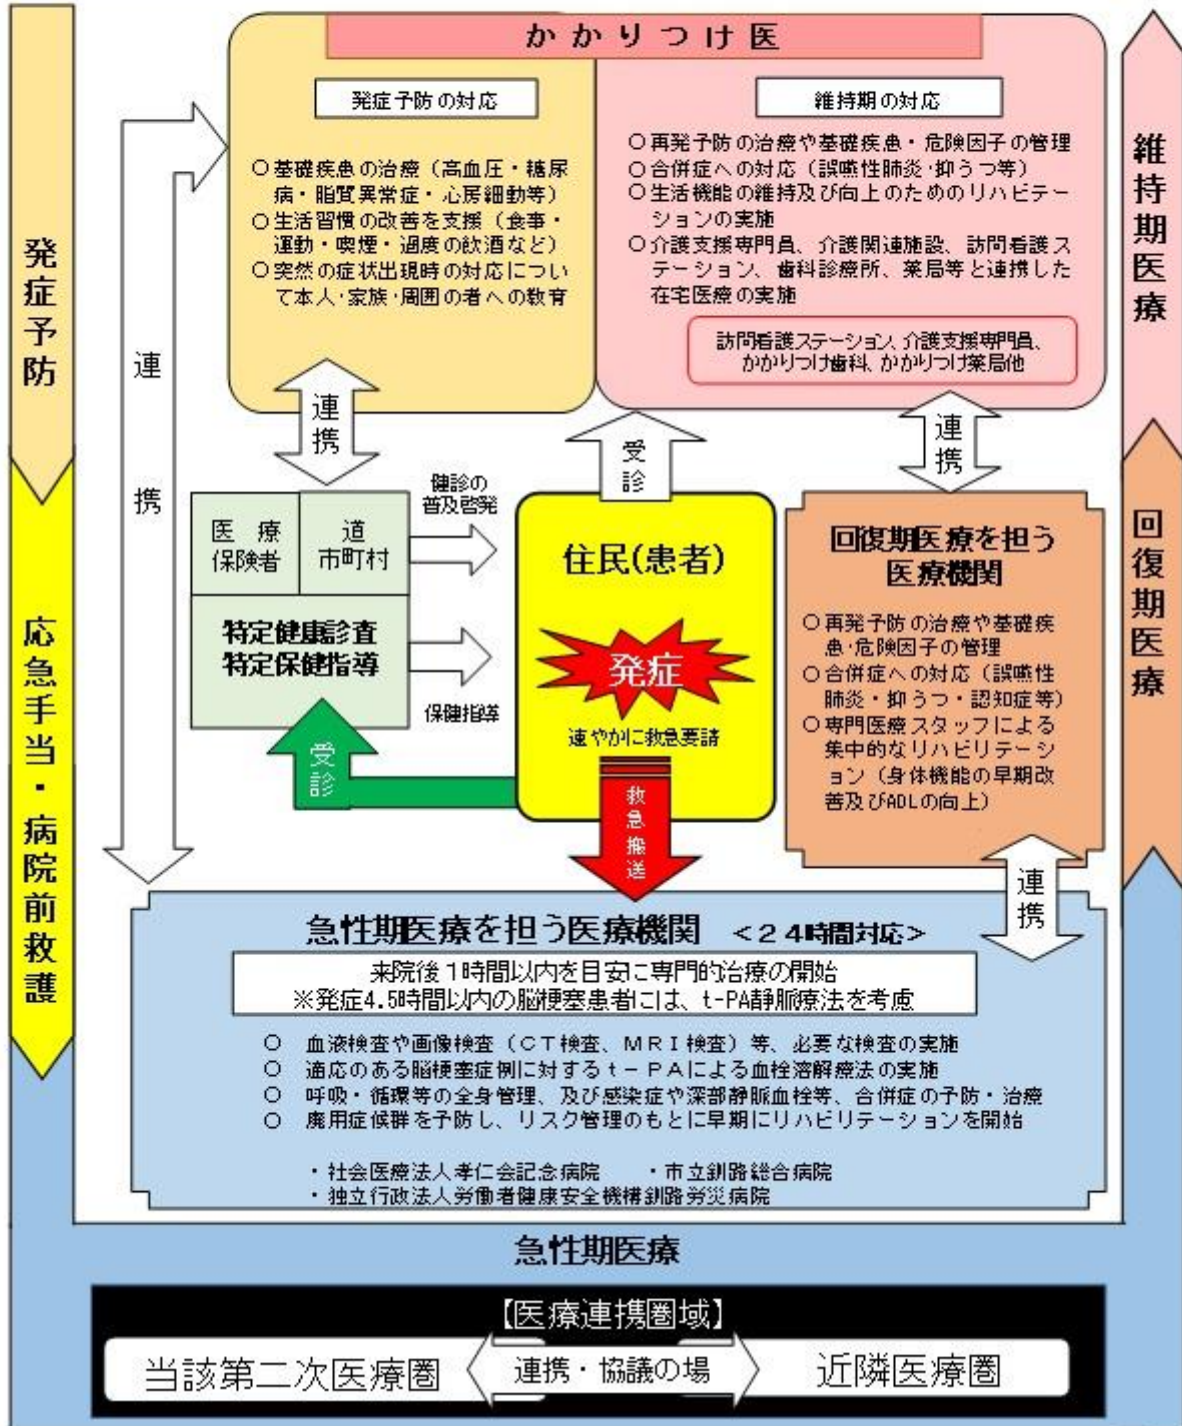 かかりつけ医
発症予防の対応
○基礎疾患の治療（高血圧・糖尿
病・脂質異常症・心房細動等）
○生活習慣の改善を支援（食事・
運動・喫煙・過度の飲酒など）
○突然の症状出現時の対応につい
て本人・家族・周囲の者への教育
維持期の対応
○再発予防の治療や基礎疾患・危険因子の管理
○合併症への対応（誤嚥性肺炎・抑うつ等）
○生活機能の維持及び向上のためのリハビテー
ションの実施
○介護支援専門員、介護関連施設、訪問看護ス
テーション、歯科診療所、薬局等と連携した
在宅医療の実施
訪問看護ステーション、介護支援専門員、
かかりつけ歯科、かかりつけ薬局他
発症予防
応急手当・病院前救護
維持期医療
回復期医療
連携
連携
受診
連携
医療
保険者
道
市町村
特定健康診査
特定保健指導
健診の
普及啓発
保健指導
受診
住民(患者)
発症
速やかに救急要請
救急搬送
回復期医療を担う
医療機関
○再発予防の治療や基礎疾
患・危険因子の管理
○合併症への対応（誤嚥性
肺炎・抑うつ・認知症等）
○専門医療スタッフによる
集中的なリハビリテーシ
ョン（身体機能の早期改
善及びADLの向上）
連携
急性期医療を担う医療機関 ＜２４時間対応＞
来院後１時間以内を目安に専門的治療の開始
※発症4.5時間以内の脳梗塞患者には、t-PA静脈療法を考慮
○ 血液検査や画像検査（ＣＴ検査、ＭＲＩ検査）等、必要な検査の実施
○ 適応のある脳梗塞症例に対するｔ－ＰＡによる血栓溶解療法の実施
○ 呼吸・循環等の全身管理、及び感染症や深部静脈血栓等、合併症の予防・治療
○ 廃用症候群を予防し、リスク管理のもとに早期にリハビリテーションを開始
・社会医療法人孝仁会記念病院 ・市立釧路総合病院
・独立行政法人労働者健康安全機構釧路労災病院
急性期医療
【医療連携圏域】
当該第二次医療圏
連携・協議の場
近隣医療圏